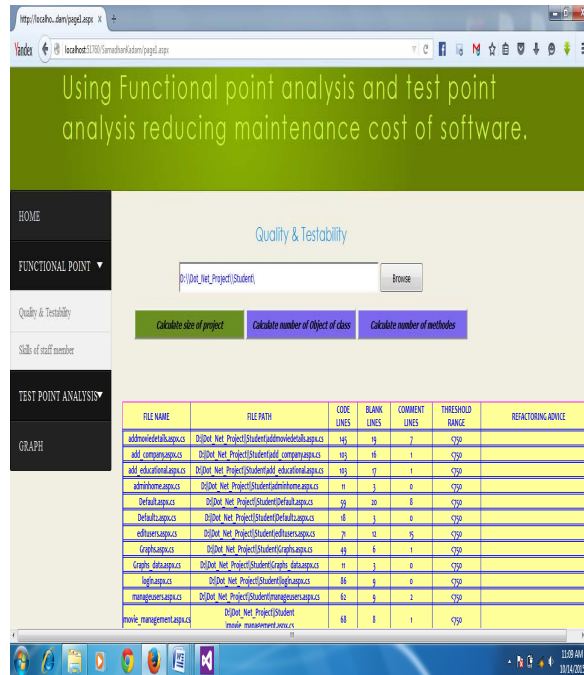 http://localho...dam/page1.aspx × +
Yandex localhost:51760/SamadhanKadam/page1.aspx
Using Functional point analysis and test point
analysis reducing maintenance cost of software.
HOME
FUNCTIONAL POINT ▼
Quality & Testability
Skills of staff member
TEST POINT ANALYSIS▼
GRAPH
Quality & Testability
D:\\Dot_Net_Project\\Student\ Browse
Calculate size of project Calculate number of Object of class Calculate number of methodes
FILE NAME FILE PATH CODE LINES BLANK LINES COMMENT LINES THRESHOLD RANGE REFACTORING ADVICE
addmoviedetails.aspx.cs D:\Dot_Net_Project\Student\addmoviedetails.aspx.cs 145 19 7 <750
add_company.aspx.cs D:\Dot_Net_Project\Student\add_company.aspx.cs 103 16 1 <750
add_educational.aspx.cs D:\Dot_Net_Project\Student\add_educational.aspx.cs 103 17 1 <750
adminhome.aspx.cs D:\Dot_Net_Project\Student\adminhome.aspx.cs 11 3 0 <750
Default.aspx.cs D:\Dot_Net_Project\Student\Default.aspx.cs 59 20 8 <750
Default2.aspx.cs D:\Dot_Net_Project\Student\Default2.aspx.cs 18 3 0 <750
editusers.aspx.cs D:\Dot_Net_Project\Student\editusers.aspx.cs 71 12 15 <750
Graphs.aspx.cs D:\Dot_Net_Project\Student\Graphs.aspx.cs 49 6 1 <750
Graphs_data.aspx.cs D:\Dot_Net_Project\Student\Graphs_data.aspx.cs 11 3 0 <750
login.aspx.cs D:\Dot_Net_Project\Student\login.aspx.cs 86 9 0 <750
manageusers.aspx.cs D:\Dot_Net_Project\Student\manageusers.aspx.cs 62 9 2 <750
movie_management.aspx.cs D:\Dot_Net_Project\Student\movie_management.aspx.cs 68 8 1 <750
11:09 AM
10/14/2015